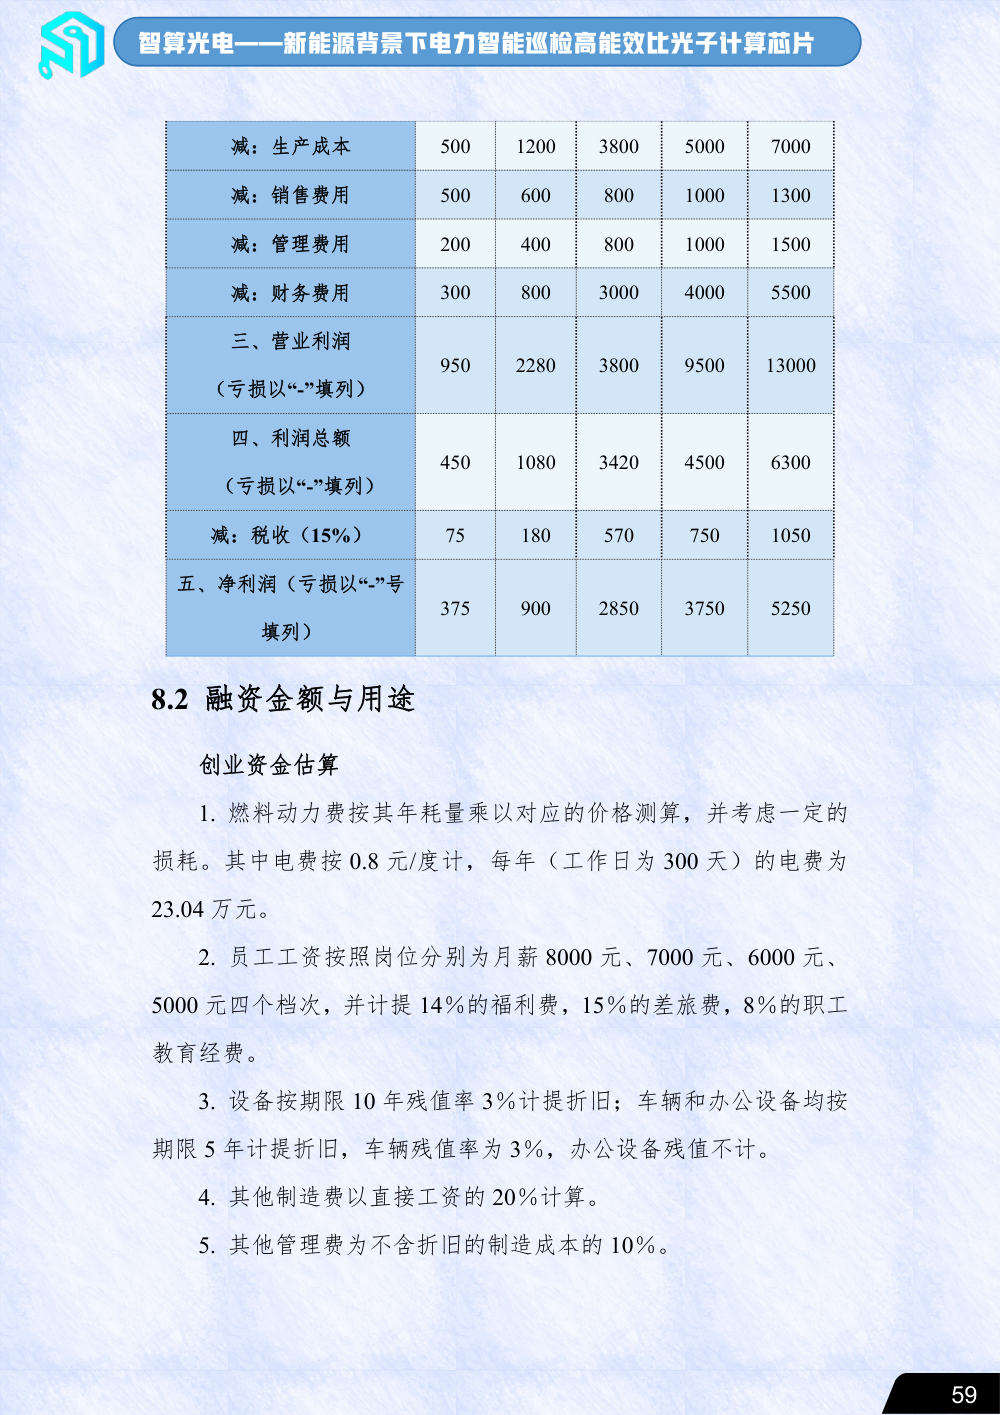 智算光电——新能源背景下电力智能巡检高能效比光子计算芯片
减：生产成本 500 1200 3800 5000 7000
减：销售费用 500 600 800 1000 1300
减：管理费用 200 400 800 1000 1500
减：财务费用 300 800 3000 4000 5500
三、营业利润
（亏损以“-”填列） 950 2280 3800 9500 13000
四、利润总额
（亏损以“-”填列） 450 1080 3420 4500 6300
减：税收（15%） 75 180 570 750 1050
五、净利润（亏损以“-”号
填列） 375 900 2850 3750 5250
8.2 融资金额与用途
创业资金估算
1. 燃料动力费按其年耗量乘以对应的价格测算，并考虑一定的
损耗。其中电费按 0.8 元/度计，每年（工作日为 300 天）的电费为
23.04 万元。
2. 员工工资按照岗位分别为月薪 8000 元、7000 元、6000 元、
5000 元四个档次，并计提 14%的福利费，15%的差旅费，8%的职工
教育经费。
3. 设备按期限 10 年残值率 3%计提折旧；车辆和办公设备均按
期限 5 年计提折旧，车辆残值率为 3%，办公设备残值不计。
4. 其他制造费以直接工资的 20%计算。
5. 其他管理费为不含折旧的制造成本的 10%。
59